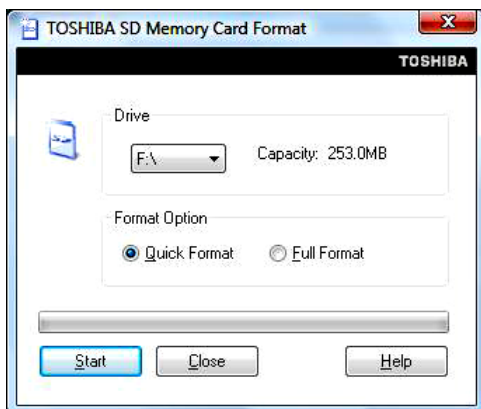 TOSHIBA SD Memory Card Format
TOSHIBA
Drive
F:\ Capacity: 253.0MB
Format Option
Quick Format Full Format
Start Close Help